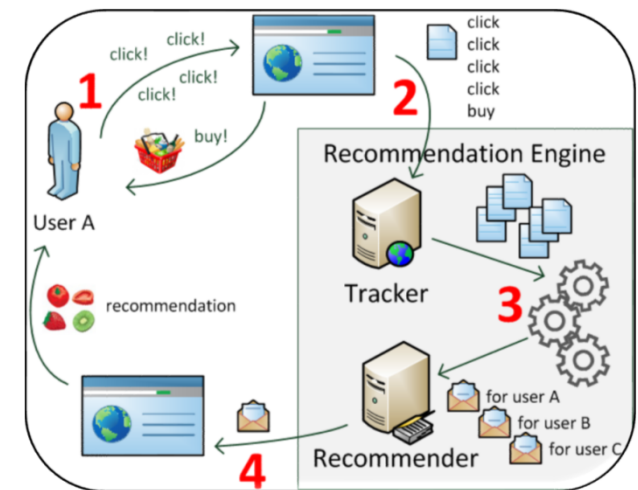 click!
click!
click!
click!
1
buy!
User A
2
click
click
click
click
buy
Recommendation Engine
Tracker
3
Recommender
for user A
for user B
for user C
4
recommendation